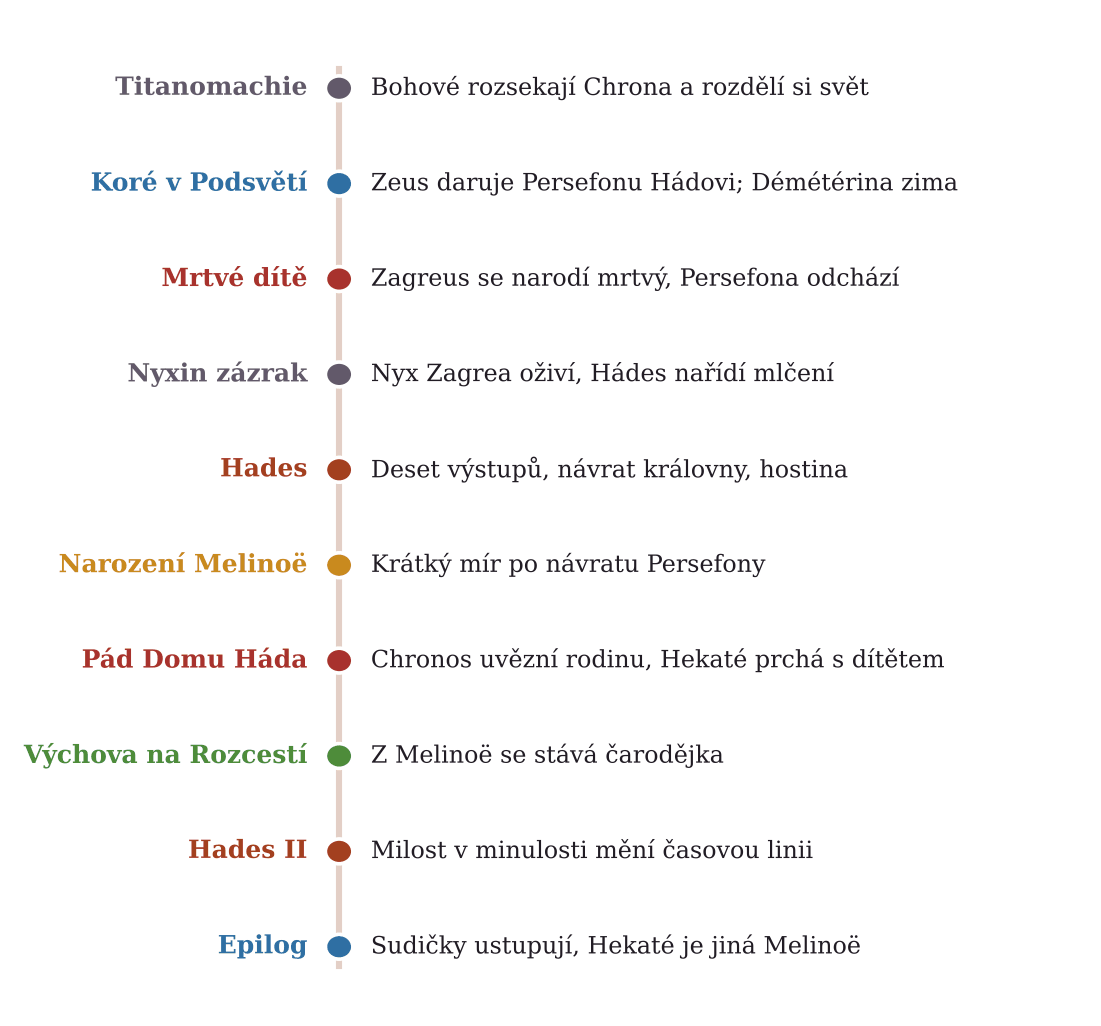 Titanomachie Bohové rozsekají Chrona a rozdělí si svět
Koré v Podsvětí Zeus daruje Persefonu Hádovi; Démétérina zima
Mrtvé dítě Zagreus se narodí mrtvý, Persefona odchází
Nyxin zázrak Nyx Zagrea oživí, Hádes nařídí mlčení
Hades Deset výstupů, návrat královny, hostina
Narození Melinoë Krátký mír po návratu Persefony
Pád Domu Háda Chronos uvězní rodinu, Hekaté prchá s dítětem
Výchova na Rozcestí Z Melinoë se stává čarodějka
Hades II Milost v minulosti mění časovou linii
Epilog Sudičky ustupují, Hekaté je jiná Melinoë